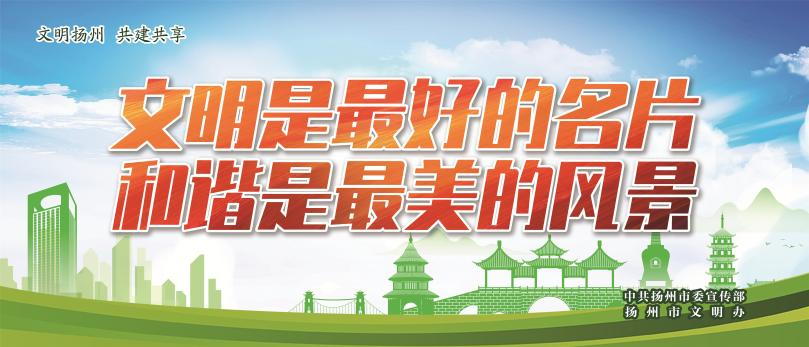 文明扬州 共建共享
文明是最好的名片
和谐是最美的风景
中共扬州市委宣传部
扬州市文明办